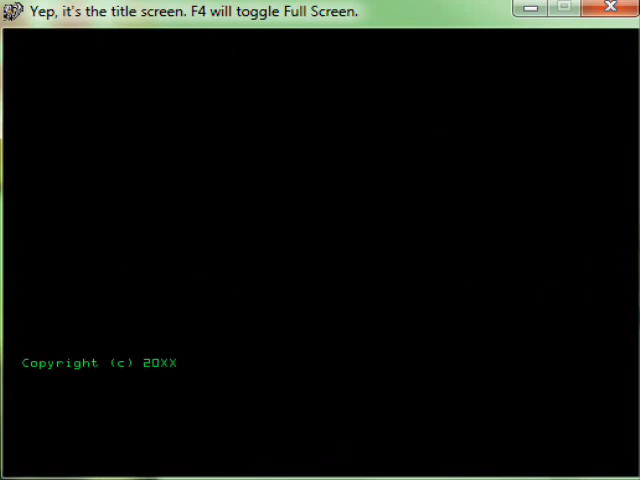 Yep, it's the title screen. F4 will toggle Full Screen.
Copyright (c) 20XX